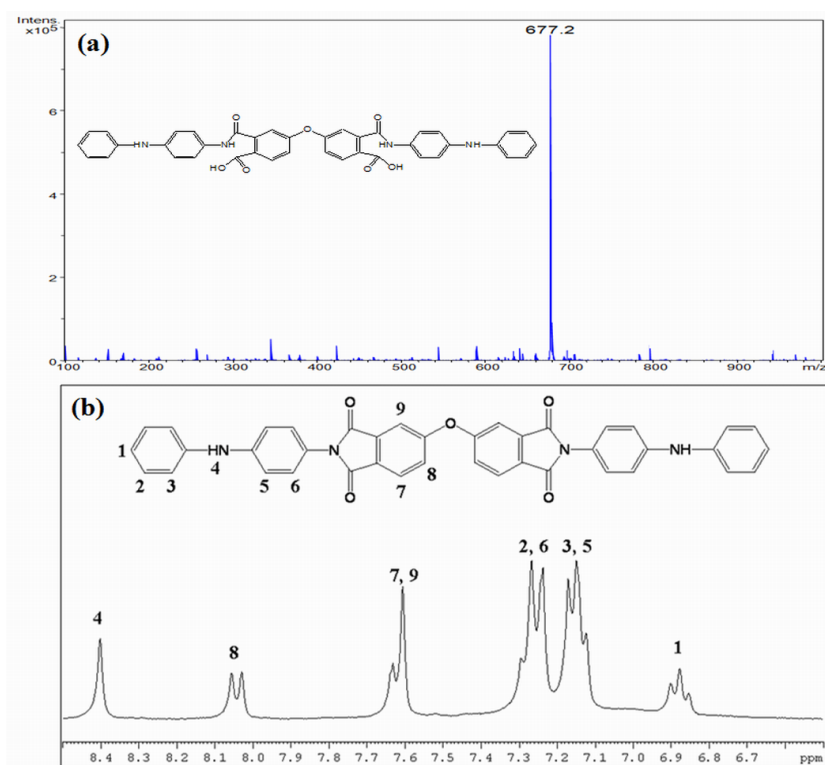 Intens.
x10⁵
(a)
677.2
6
4
2
0
O
O
O
NH
NH
NH
NH
HO
O
O
OH
100
200
300
400
500
600
700
800
900
m/z
(b)
O
9
O
O
1
HN
4
N
N
NH
2
3
5
6
8
O
7
O
2, 6
3, 5
7, 9
4
8
1
8.4 8.3 8.2 8.1 8.0 7.9 7.8 7.7 7.6 7.5 7.4 7.3 7.2 7.1 7.0 6.9 6.8 6.7 ppm